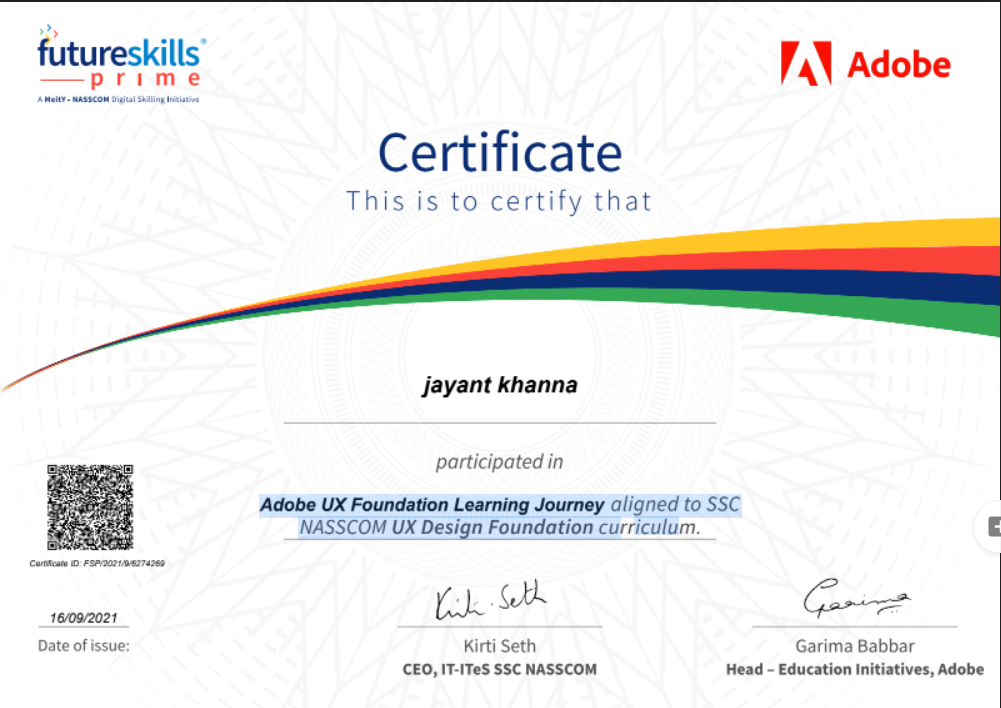 futureskills®
prime
A MeitY - NASSCOM Digital Skilling Initiative
Adobe
Certificate
This is to certify that
jayant khanna
participated in
Adobe UX Foundation Learning Journey aligned to SSC
NASSCOM UX Design Foundation curriculum.
Certificate ID: FSP/2021/9/6274269
16/09/2021
Date of issue:
Kirti Seth
Kirti Seth
CEO, IT-ITeS SSC NASSCOM
Garima
Garima Babbar
Head – Education Initiatives, Adobe